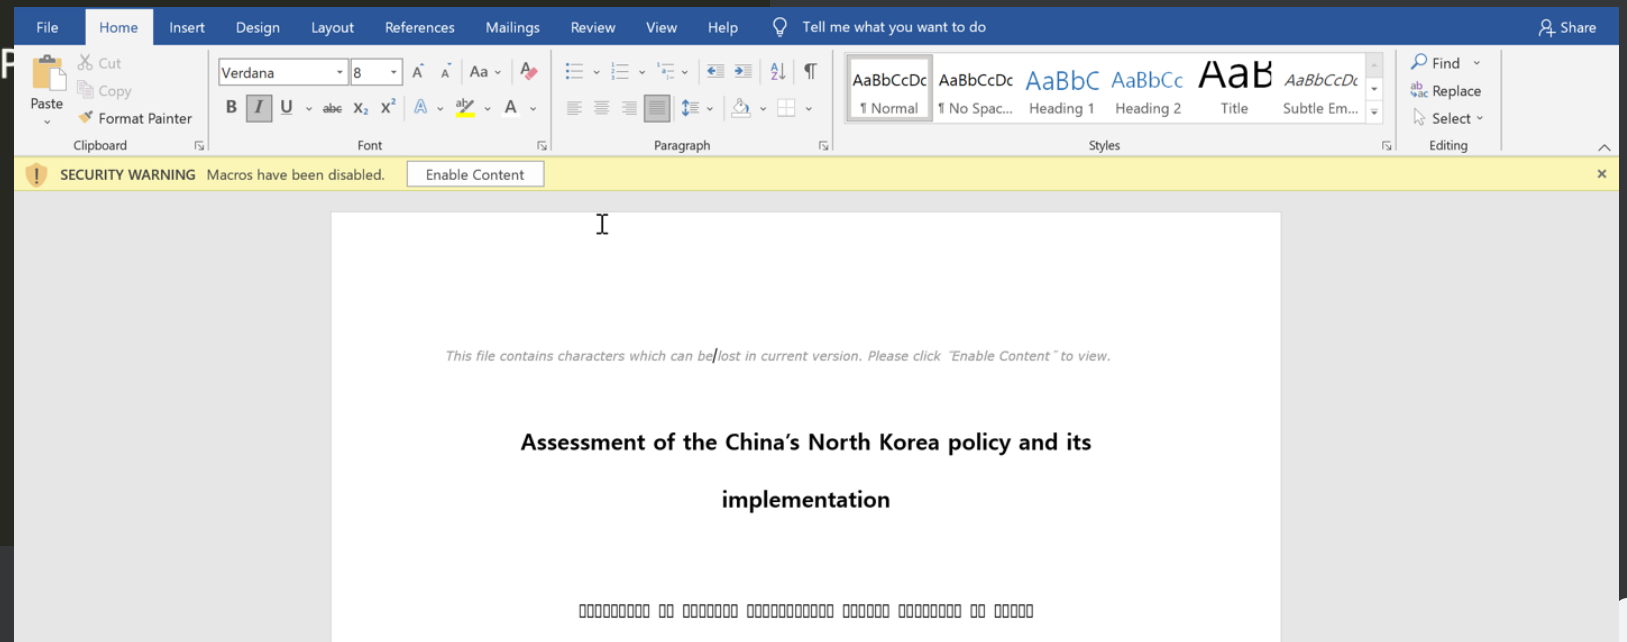 File Home Insert Design Layout References Mailings Review View Help Tell me what you want to do Share
P
Cut
Copy
Paste
Format Painter
Clipboard
Verdana 8 A A Aa A
B I U abc X₂ X² A ab A
Font
Paragraph
AaBbCcDc AaBbCcDc AaBbC AaBbCc AaB AaBbCcDc
¶ Normal ¶ No Spac... Heading 1 Heading 2 Title Subtle Em...
Styles
Find
Replace
Select
Editing
SECURITY WARNING Macros have been disabled. Enable Content
This file contains characters which can be lost in current version. Please click "Enable Content" to view.
Assessment of the China's North Korea policy and its
implementation